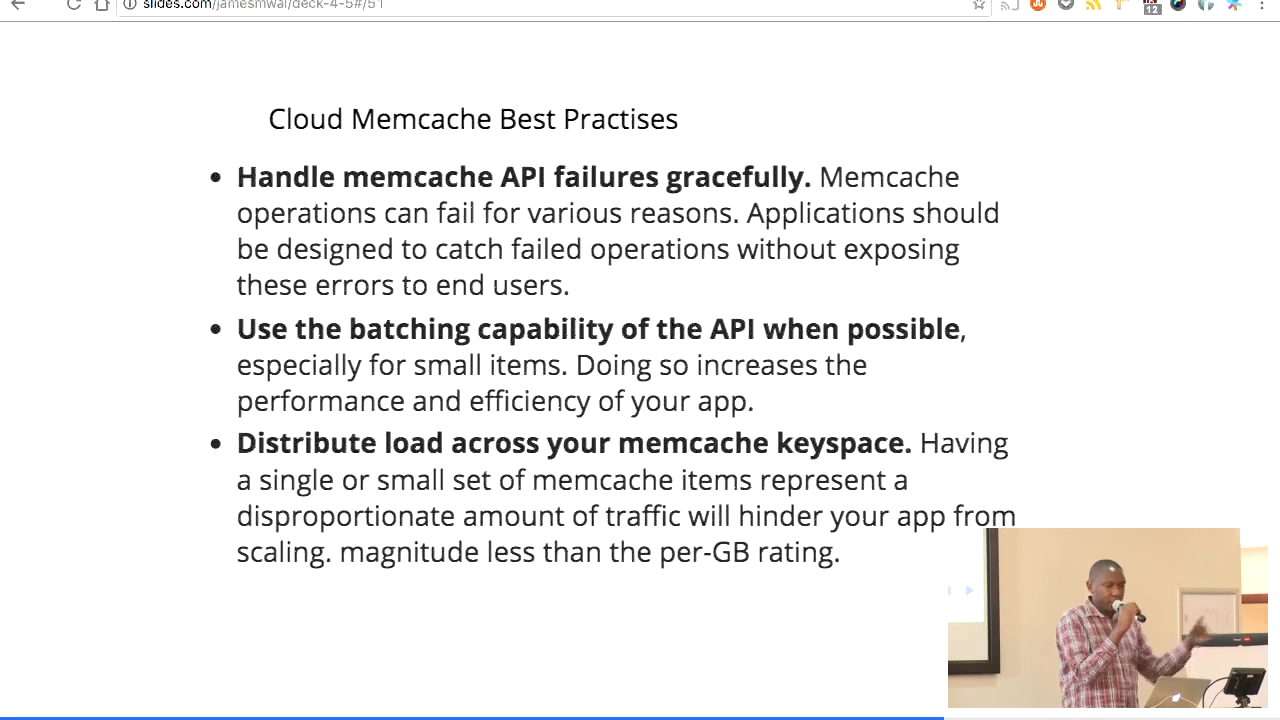 slides.com/jamesmwai/deck-4-5#/51
12
Cloud Memcache Best Practises
• Handle memcache API failures gracefully. Memcache
operations can fail for various reasons. Applications should
be designed to catch failed operations without exposing
these errors to end users.
• Use the batching capability of the API when possible,
especially for small items. Doing so increases the
performance and efficiency of your app.
• Distribute load across your memcache keyspace. Having
a single or small set of memcache items represent a
disproportionate amount of traffic will hinder your app from
scaling. magnitude less than the per-GB rating.